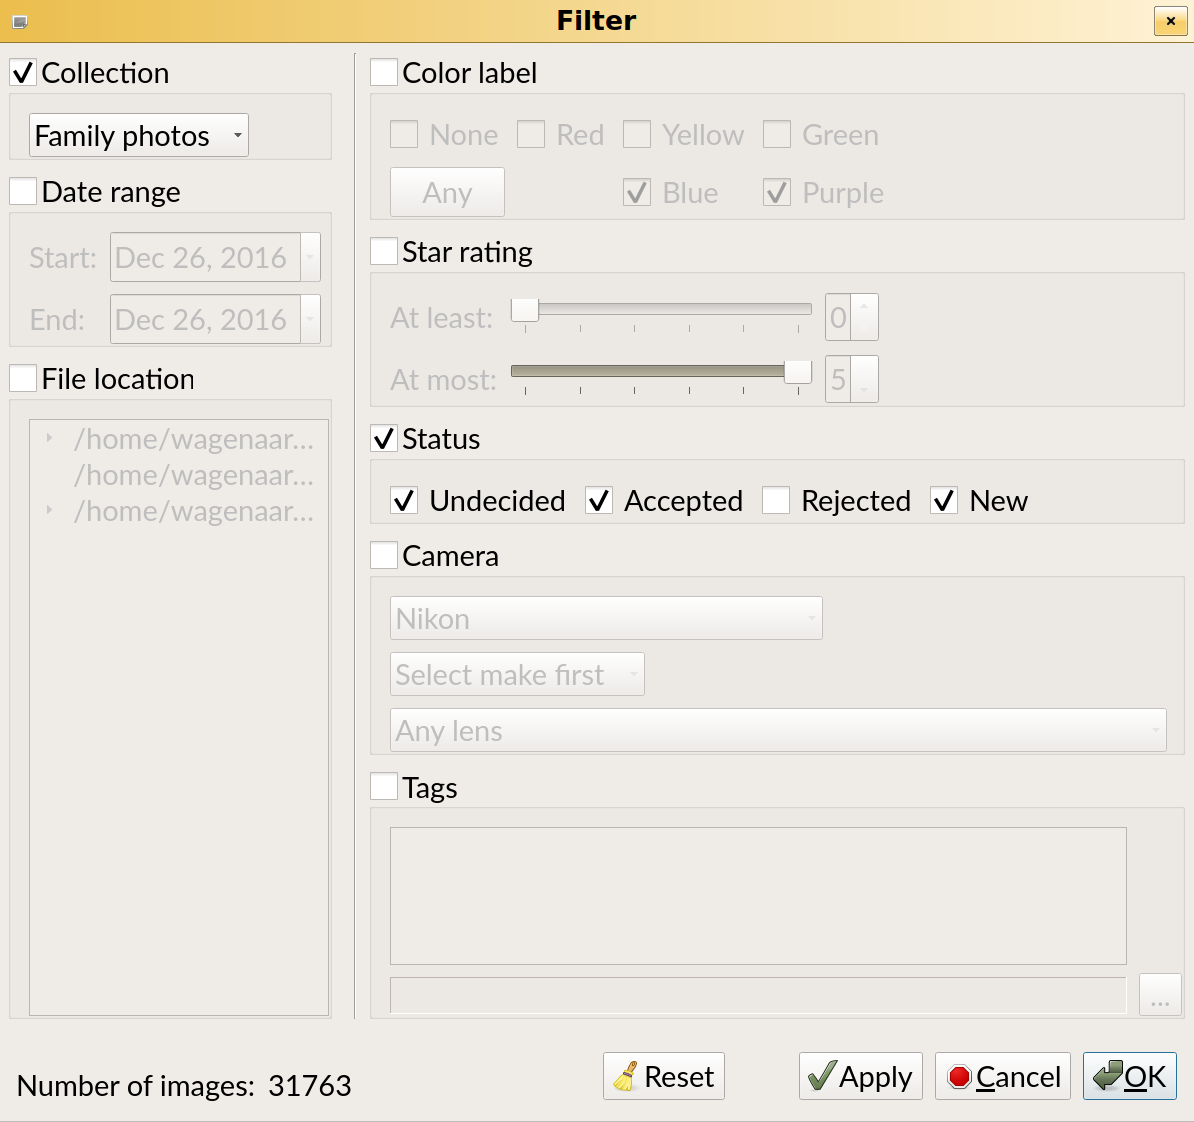 Filter
Collection
Family photos
Date range
Start: Dec 26, 2016
End: Dec 26, 2016
File location
/home/wagenaar...
/home/wagenaar...
/home/wagenaar...
Color label
None Red Yellow Green
Any Blue Purple
Star rating
At least: 0
At most: 5
Status
Undecided Accepted Rejected New
Camera
Nikon
Select make first
Any lens
Tags
...
Number of images: 31763
Reset Apply Cancel OK